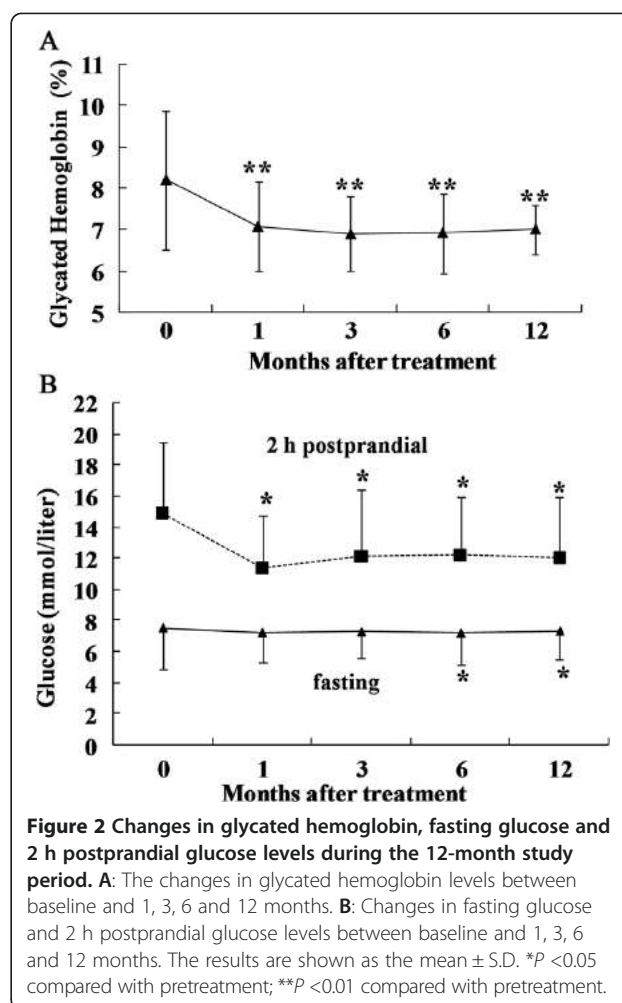 A
Glycated Hemoglobin (%)
11
10
9
8
7
6
5
** ** ** **
0 1 3 6 12
Months after treatment
B
Glucose (mmol/liter)
22
20
18
16
14
12
10
8
6
4
2
0
2 h postprandial
* * * *
fasting
* *
0 1 3 6 12
Months after treatment
Figure 2 Changes in glycated hemoglobin, fasting glucose and
2 h postprandial glucose levels during the 12-month study
period. A: The changes in glycated hemoglobin levels between
baseline and 1, 3, 6 and 12 months. B: Changes in fasting glucose
and 2 h postprandial glucose levels between baseline and 1, 3, 6
and 12 months. The results are shown as the mean ± S.D. *P <0.05
compared with pretreatment; **P <0.01 compared with pretreatment.